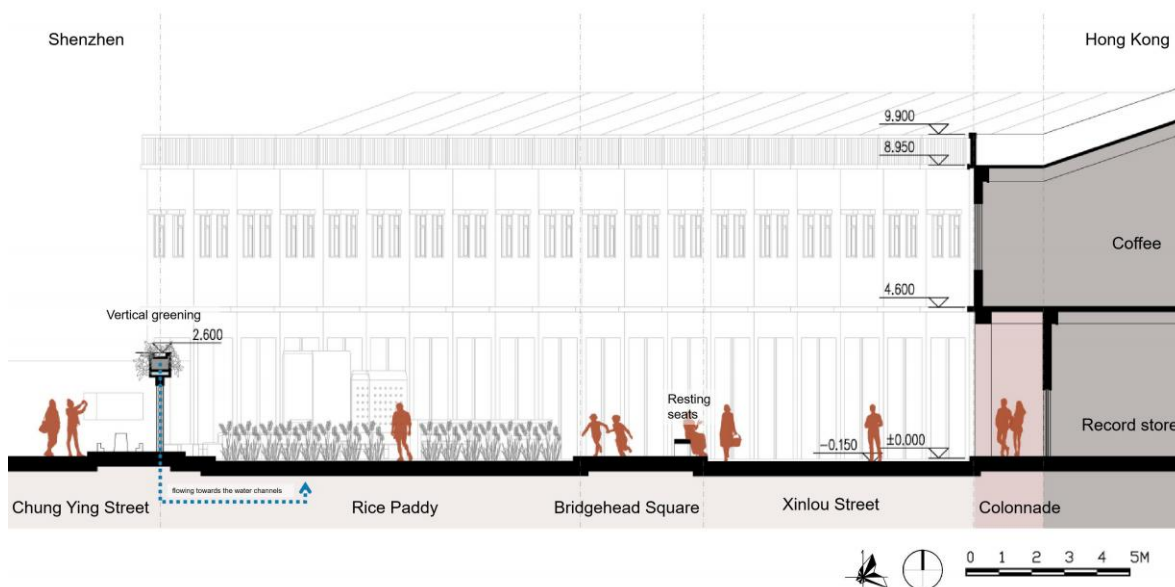 Shenzhen
Hong Kong
9.900
8.950
Coffee
4.600
Vertical greening
2.600
Resting
seats
Record store
-0.150
±0.000
flowing towards the water channels
Chung Ying Street
Rice Paddy
Bridgehead Square
Xinlou Street
Colonnade
0 1 2 3 4 5M